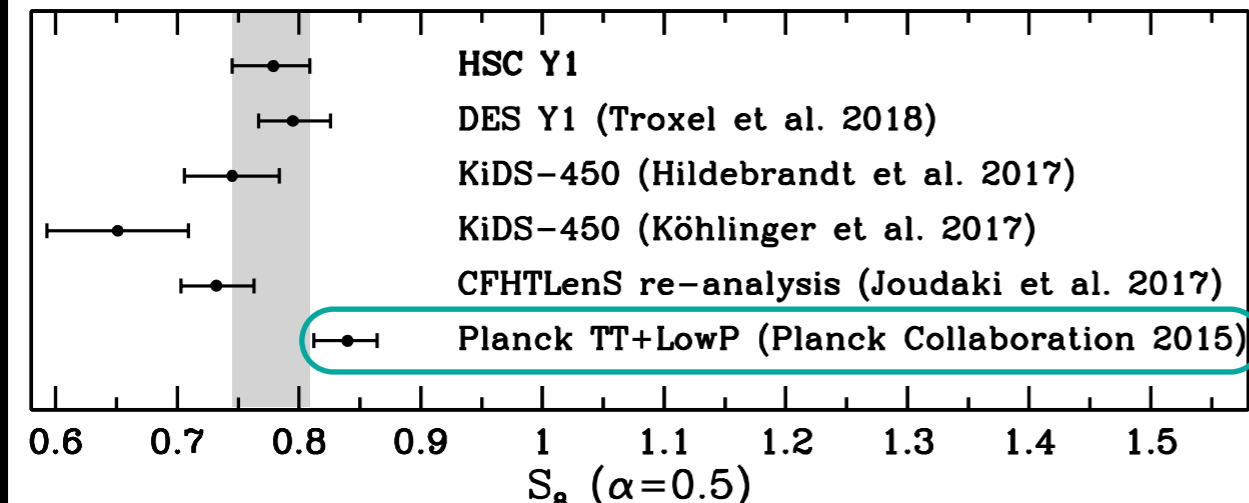 HSC Y1
DES Y1 (Troxel et al. 2018)
KiDS-450 (Hildebrandt et al. 2017)
KiDS-450 (Köhlinger et al. 2017)
CFHTLenS re-analysis (Joudaki et al. 2017)
Planck TT+LowP (Planck Collaboration 2015)
0.6 0.7 0.8 0.9 1 1.1 1.2 1.3 1.4 1.5
S₈ (α=0.5)